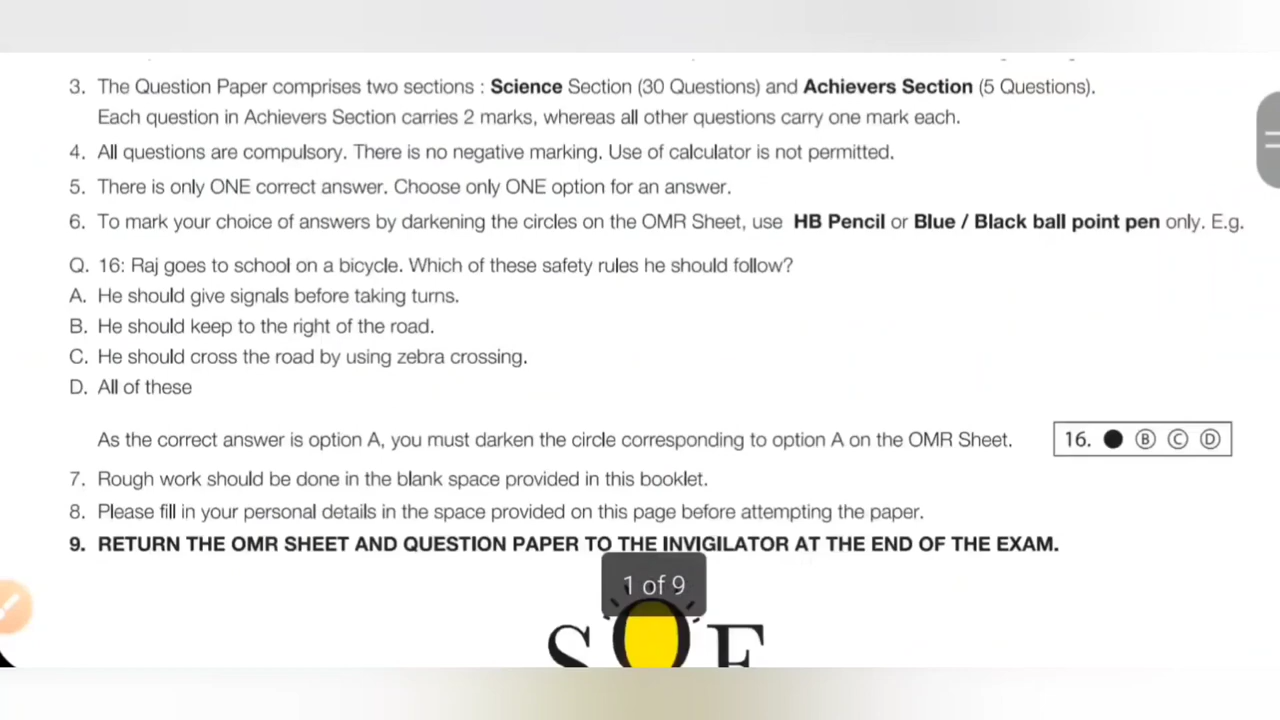 3. The Question Paper comprises two sections : Science Section (30 Questions) and Achievers Section (5 Questions).
Each question in Achievers Section carries 2 marks, whereas all other questions carry one mark each.
4. All questions are compulsory. There is no negative marking. Use of calculator is not permitted.
5. There is only ONE correct answer. Choose only ONE option for an answer.
6. To mark your choice of answers by darkening the circles on the OMR Sheet, use HB Pencil or Blue / Black ball point pen only. E.g.
Q. 16: Raj goes to school on a bicycle. Which of these safety rules he should follow?
A. He should give signals before taking turns.
B. He should keep to the right of the road.
C. He should cross the road by using zebra crossing.
D. All of these
As the correct answer is option A, you must darken the circle corresponding to option A on the OMR Sheet.
16. ● Ⓑ Ⓒ Ⓓ
7. Rough work should be done in the blank space provided in this booklet.
8. Please fill in your personal details in the space provided on this page before attempting the paper.
9. RETURN THE OMR SHEET AND QUESTION PAPER TO THE INVIGILATOR AT THE END OF THE EXAM.
1 of 9
SOF